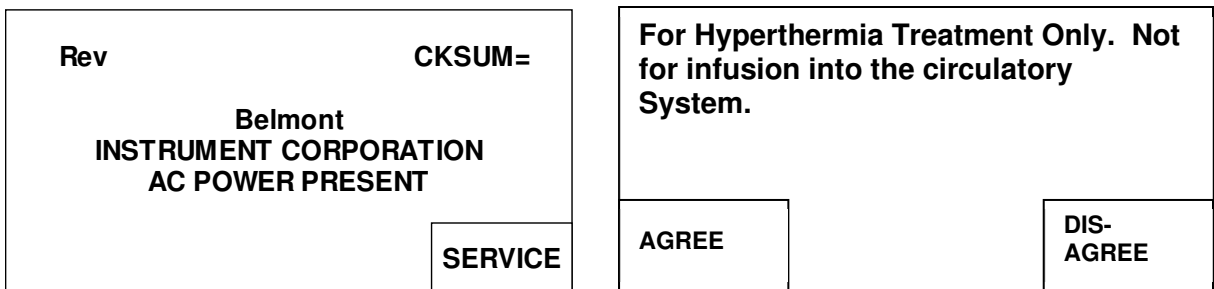 Rev CKSUM=
Belmont
INSTRUMENT CORPORATION
AC POWER PRESENT
SERVICE
For Hyperthermia Treatment Only. Not
for infusion into the circulatory
System.
AGREE
DIS-
AGREE